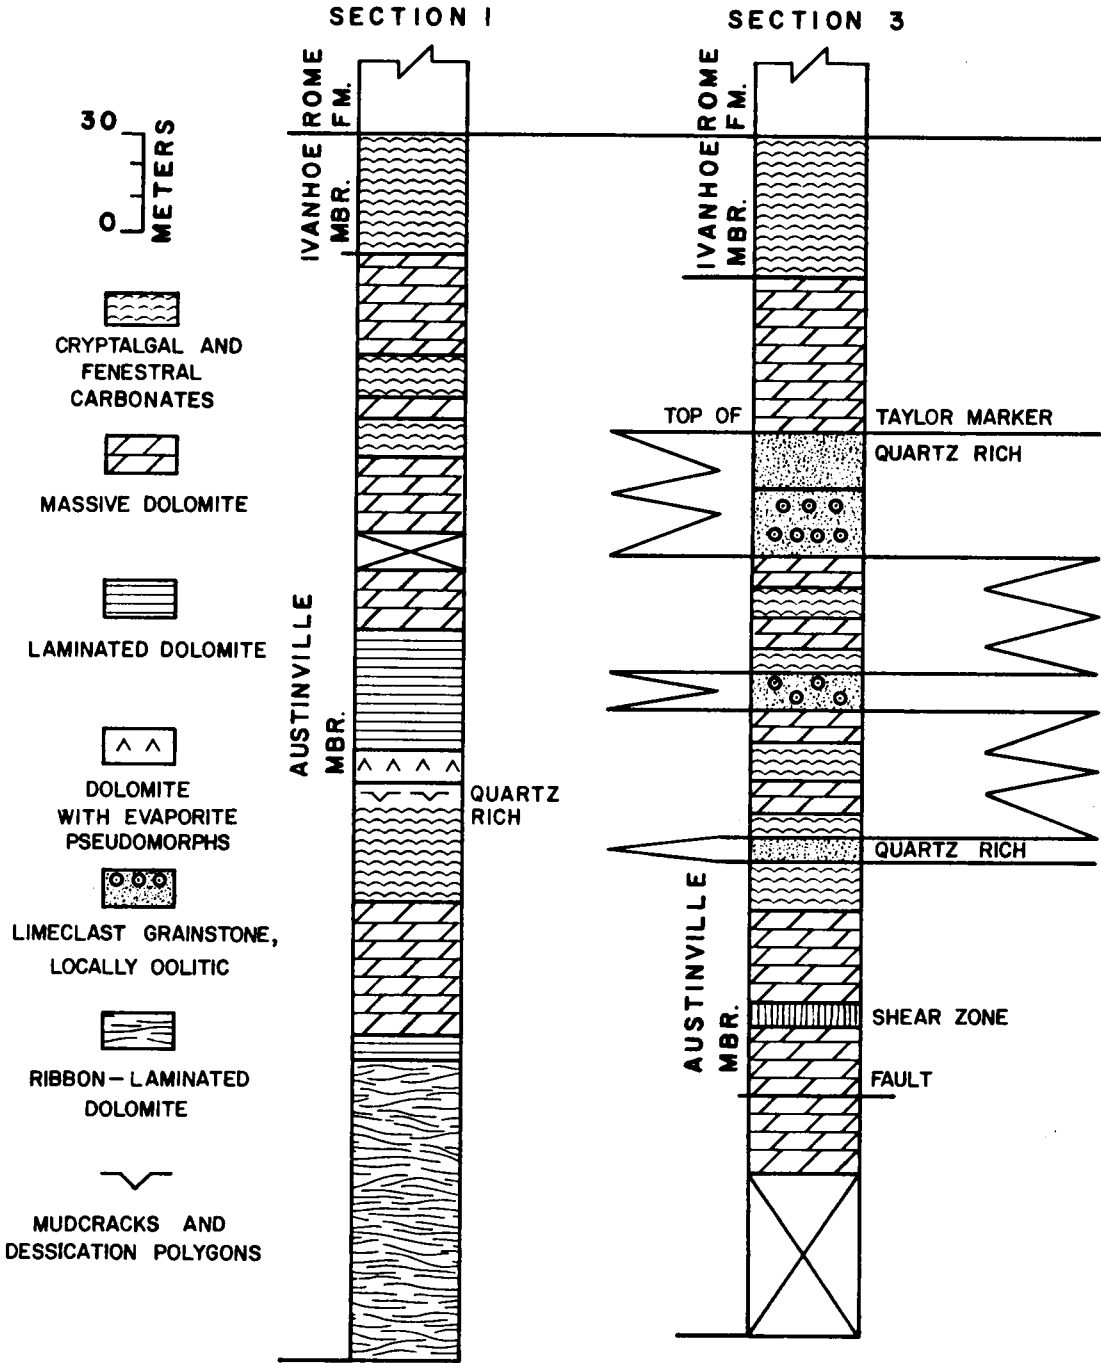 SECTION 1
SECTION 3
ROME
FM.
IVANHOE
MBR.
ROME
FM.
IVANHOE
MBR.
30
0
METERS
CRYPTALGAL AND
FENESTRAL
CARBONATES
MASSIVE DOLOMITE
LAMINATED DOLOMITE
DOLOMITE
WITH EVAPORITE
PSEUDOMORPHS
LIMECLAST GRAINSTONE,
LOCALLY OOLITIC
RIBBON-LAMINATED
DOLOMITE
MUDCRACKS AND
DESSICATION POLYGONS
AUSTINVILLE
MBR.
QUARTZ
RICH
TOP OF TAYLOR MARKER
QUARTZ RICH
QUARTZ RICH
AUSTINVILLE
MBR.
SHEAR ZONE
FAULT